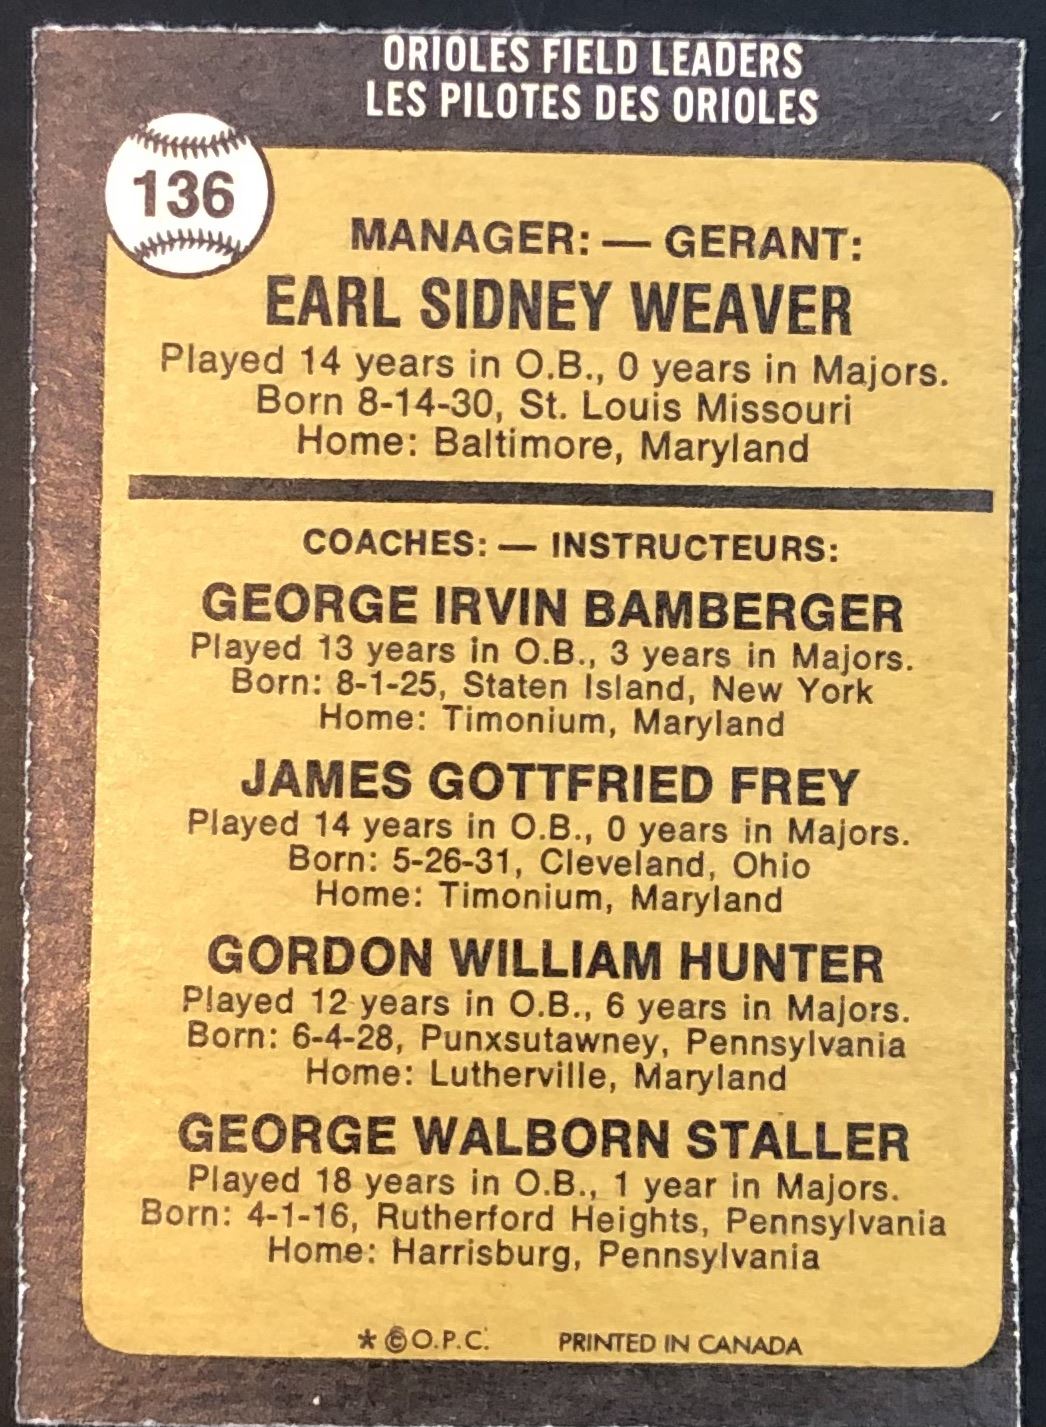 ORIOLES FIELD LEADERS
LES PILOTES DES ORIOLES
136
MANAGER: — GERANT:
EARL SIDNEY WEAVER
Played 14 years in O.B., 0 years in Majors.
Born 8-14-30, St. Louis Missouri
Home: Baltimore, Maryland
COACHES: — INSTRUCTEURS:
GEORGE IRVIN BAMBERGER
Played 13 years in O.B., 3 years in Majors.
Born: 8-1-25, Staten Island, New York
Home: Timonium, Maryland
JAMES GOTTFRIED FREY
Played 14 years in O.B., 0 years in Majors.
Born: 5-26-31, Cleveland, Ohio
Home: Timonium, Maryland
GORDON WILLIAM HUNTER
Played 12 years in O.B., 6 years in Majors.
Born: 6-4-28, Punxsutawney, Pennsylvania
Home: Lutherville, Maryland
GEORGE WALBORN STALLER
Played 18 years in O.B., 1 year in Majors.
Born: 4-1-16, Rutherford Heights, Pennsylvania
Home: Harrisburg, Pennsylvania
* © O.P.C. PRINTED IN CANADA